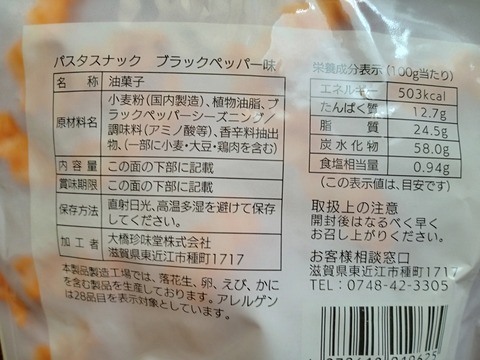 パスタスナック ブラックペッパー味
名 称 油菓子
原材料名 小麦粉(国内製造)、植物油脂、ブ
ラックペッパーシーズニング/
調味料(アミノ酸等)、香辛料抽出
物、(一部に小麦・大豆・鶏肉を含む)
内 容 量 この面の下部に記載
賞味期限 この面の下部に記載
保存方法 直射日光、高温多湿を避けて保存
してください。
加 工 者 大橋珍味堂株式会社
滋賀県東近江市種町1717
本製品製造工場では、落花生、卵、えび、かに
を含む製品を生産しております。アレルゲン
は28品目を表示対象としています。
栄養成分表示(100g当たり)
エネルギー 503kcal
たんぱく質 12.7g
脂 質 24.5g
炭水化物 58.0g
食塩相当量 0.94g
(この表示値は、目安です)
取扱上の注意
開封後はなるべく早く
お召し上がりください。
お客様相談窓口
滋賀県東近江市種町1717
TEL:0748-42-3305